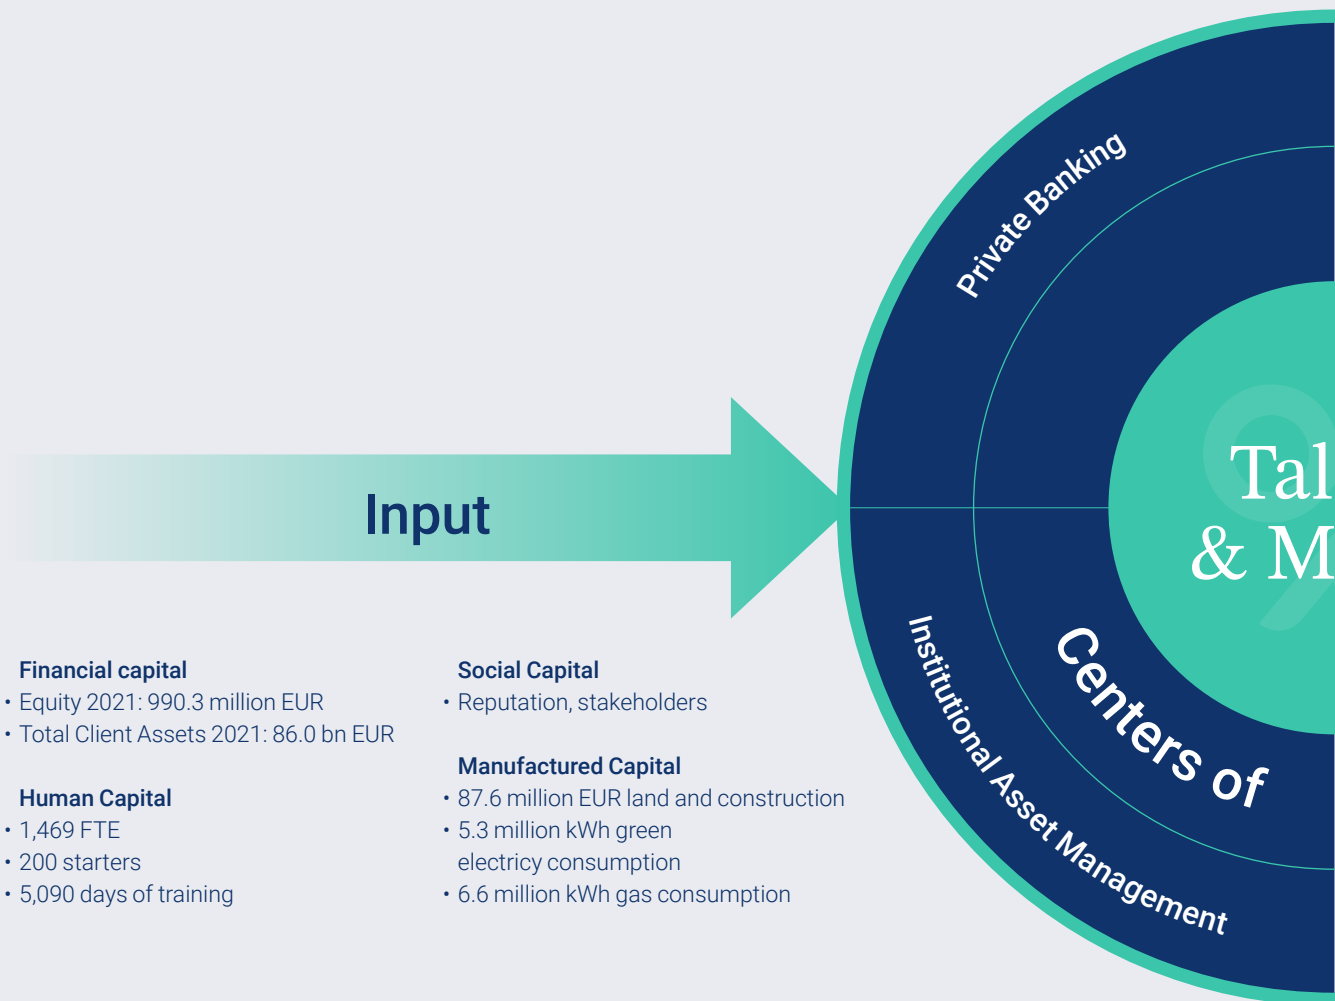 Private Banking
Input
Tal
& M
Centers of
Institutional Asset Management
Financial capital
• Equity 2021: 990.3 million EUR
• Total Client Assets 2021: 86.0 bn EUR
Human Capital
• 1,469 FTE
• 200 starters
• 5,090 days of training
Social Capital
• Reputation, stakeholders
Manufactured Capital
• 87.6 million EUR land and construction
• 5.3 million kWh green
electricy consumption
• 6.6 million kWh gas consumption